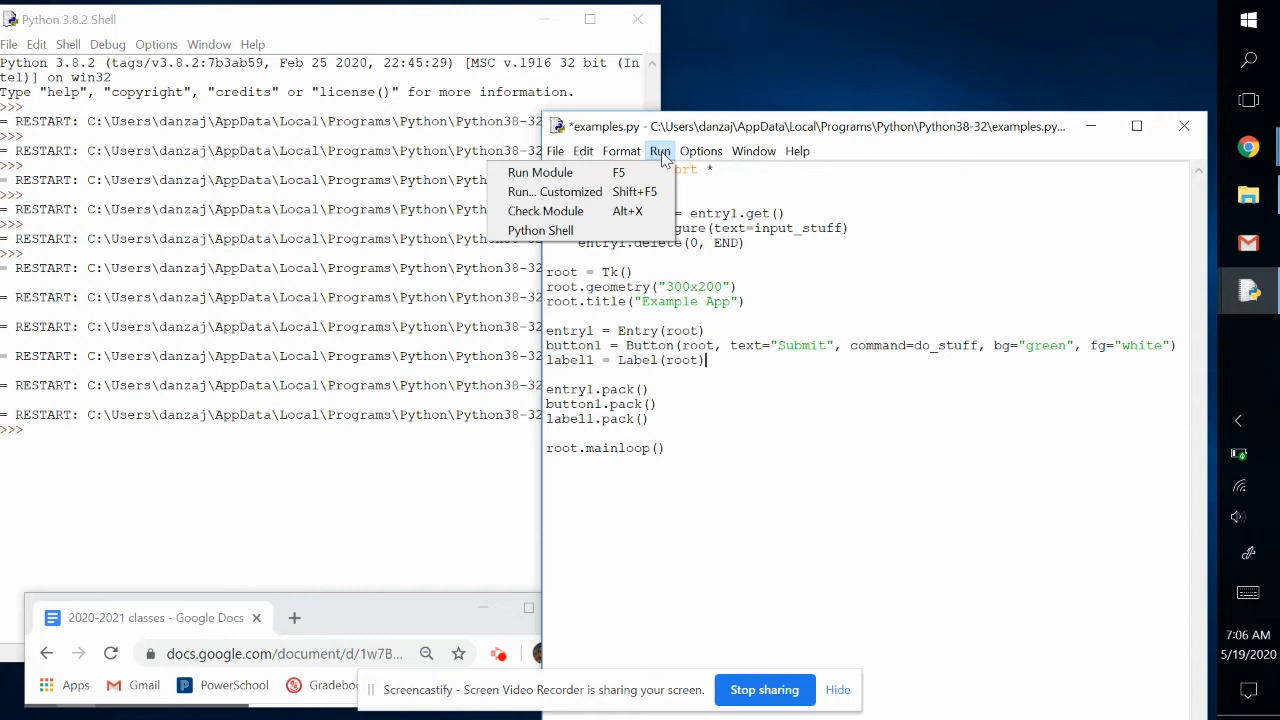 Python 3.8.2 Shell
File Edit Shell Debug Options Window Help
Python 3.8.2 (tags/v3.8.2:7b3ab59, Feb 25 2020, 22:45:29) [MSC v.1916 32 bit (In
tel)] on win32
Type "help", "copyright", "credits" or "license()" for more information.
>>>
= RESTART: C:\Users\danzaj\AppData\Local\Programs\Python\Python38-32
>>>
= RESTART: C:\Users\danzaj\AppData\Local\Programs\Python\Python38-32
>>>
= RESTART: C:\Users\danzaj\AppData\Local\Programs\Python\Python38-32
>>>
= RESTART: C:\Users\danzaj\AppData\Local\Programs\Python\Python38-32
>>>
= RESTART: C:\Users\danzaj\AppData\Local\Programs\Python\Python38-32
>>>
= RESTART: C:\Users\danzaj\AppData\Local\Programs\Python\Python38-32
>>>
= RESTART: C:\Users\danzaj\AppData\Local\Programs\Python\Python38-32
>>>
= RESTART: C:\Users\danzaj\AppData\Local\Programs\Python\Python38-32
>>>
= RESTART: C:\Users\danzaj\AppData\Local\Programs\Python\Python38-32
>>>
= RESTART: C:\Users\danzaj\AppData\Local\Programs\Python\Python38-32
>>>
= RESTART: C:\Users\danzaj\AppData\Local\Programs\Python\Python38-32
>>>
*examples.py - C:\Users\danzaj\AppData\Local\Programs\Python\Python38-32\examples.py...
File Edit Format Run Options Window Help
Run Module F5
Run... Customized Shift+F5
Check Module Alt+X
Python Shell
ort *
= entry1.get()
gure(text=input_stuff)
entry1.delete(0, END)
root = Tk()
root.geometry("300x200")
root.title("Example App")
entry1 = Entry(root)
button1 = Button(root, text="Submit", command=do_stuff, bg="green", fg="white")
label1 = Label(root)
entry1.pack()
button1.pack()
label1.pack()
root.mainloop()
2020-2021 classes - Google Docs
docs.google.com/document/d/1w7B...
Apps Gmail PowerSchool Gradebo
Screencastify - Screen Video Recorder is sharing your screen. Stop sharing Hide
7:06 AM
5/19/2020